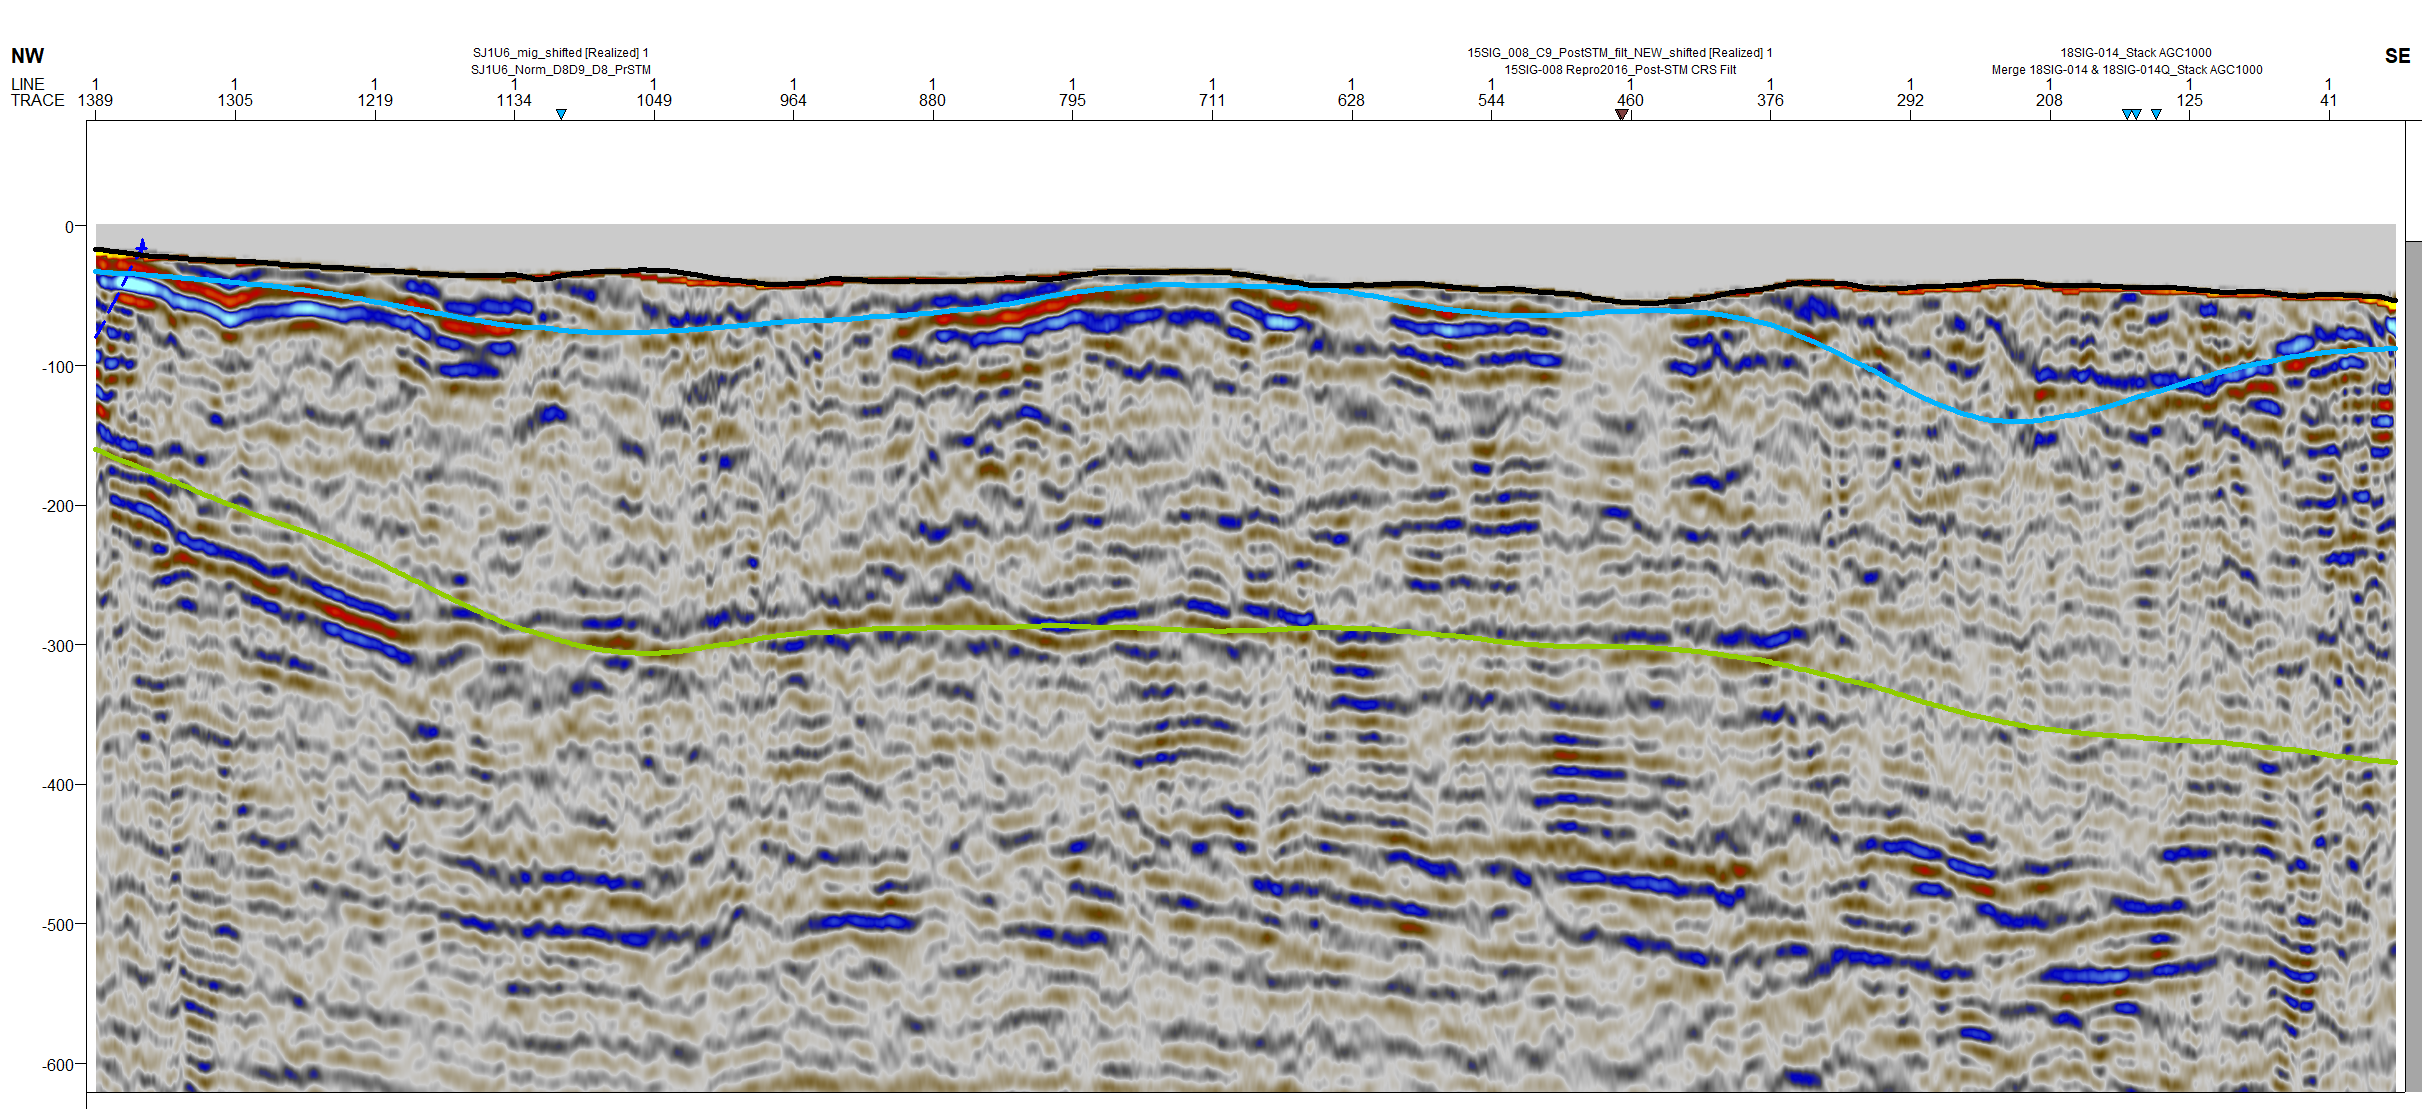 NW
SJ1U6_mig_shifted [Realized] 1
15SIG_008_C9_PostSTM_filt_NEW_shifted [Realized] 1
18SIG-014_Stack AGC1000
SE
SJ1U6_Norm_D8D9_D8_PrSTM
15SIG-008 Repro2016_Post-STM CRS Filt
Merge 18SIG-014 & 18SIG-014Q_Stack AGC1000
LINE 1 1 1 1 1 1 1 1 1 1 1 1 1 1 1 1 1
TRACE 1389 1305 1219 1134 1049 964 880 795 711 628 544 460 376 292 208 125 41
0
-100
-200
-300
-400
-500
-600